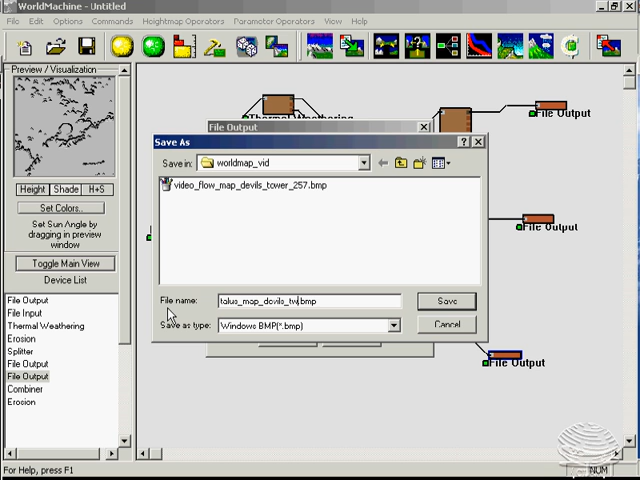 WorldMachine - Untitled
File Edit Options Commands Heightmap Operators Parameter Operators View Help
Preview / Visualization
Thermal Weathering
File Output
File Output
Save As
Save in: worldmap_vid
video_flow_map_devils_tower_257.bmp
Height Shade H+S
Set Colors..
Set Sun Angle by
dragging in preview
window
File Output
Toggle Main View
Device List
File Output
File Input
Thermal Weathering
Erosion
Splitter
File Output
File Output
Combiner
Erosion
File name: talus_map_devils_tw.bmp Save
Save as type: Windows BMP(*.bmp) Cancel
File Output
For Help, press F1
NUM